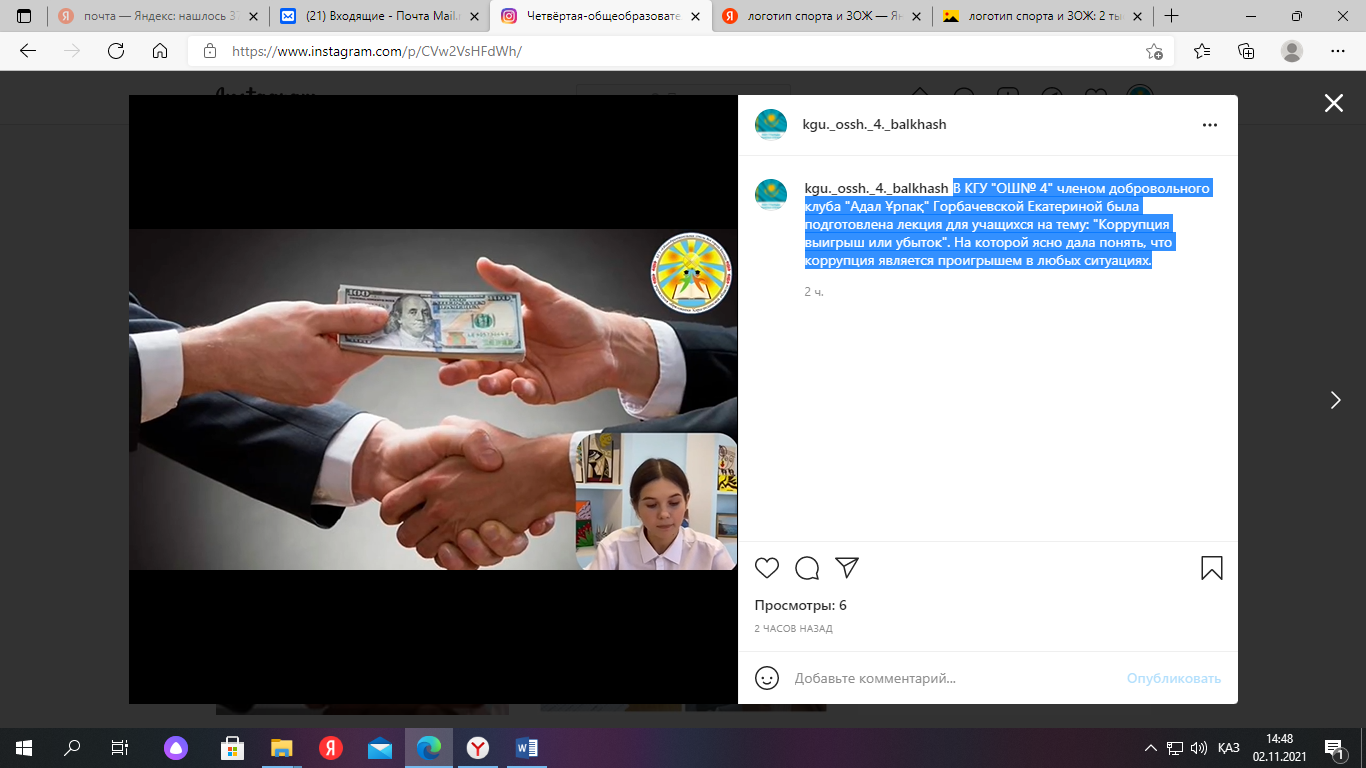 почта — Яндекс: нашлось 37
(21) Входящие - Почта Mail.r
Четвёртая-общеобразовате
логотип спорта и ЗОЖ — Ян
логотип спорта и ЗОЖ: 2 ты
https://www.instagram.com/p/CVw2VsHFdWh/
Instagram
kgu._ossh._4._balkhash
kgu._ossh._4._balkhash В КГУ "ОШ№ 4" членом добровольного
клуба "Адал Ұрпақ" Горбачевской Екатериной была
подготовлена лекция для учащихся на тему: "Коррупция
выигрыш или убыток". На которой ясно дала понять, что
коррупция является проигрышем в любых ситуациях.
2 ч.
100
Просмотры: 6
2 ЧАСОВ НАЗАД
Добавьте комментарий...
Опубликовать
ҚАЗ
14:48
02.11.2021
1